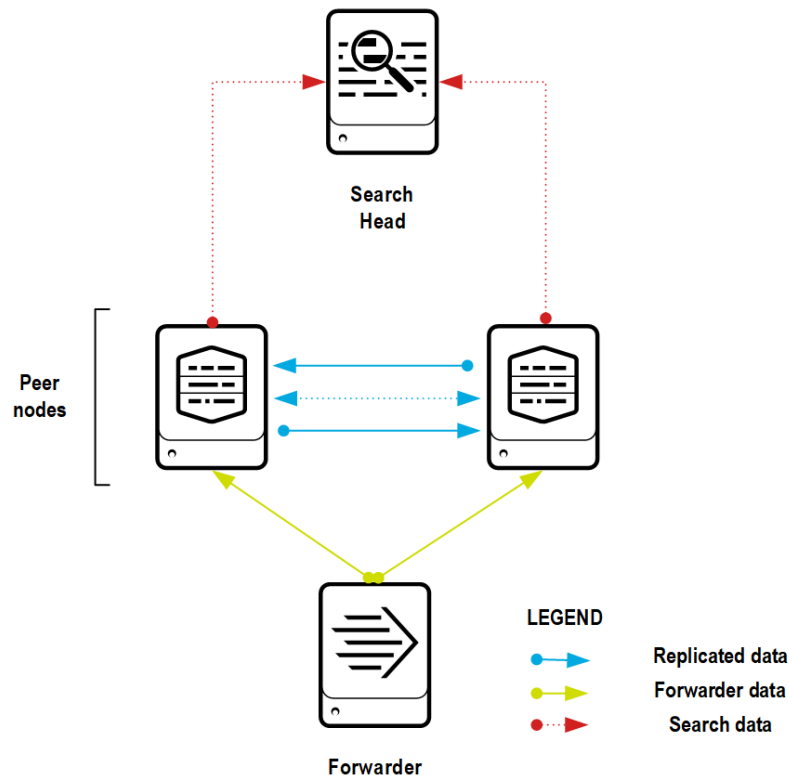 Search
Head
Peer
nodes
LEGEND
Replicated data
Forwarder data
Search data
Forwarder